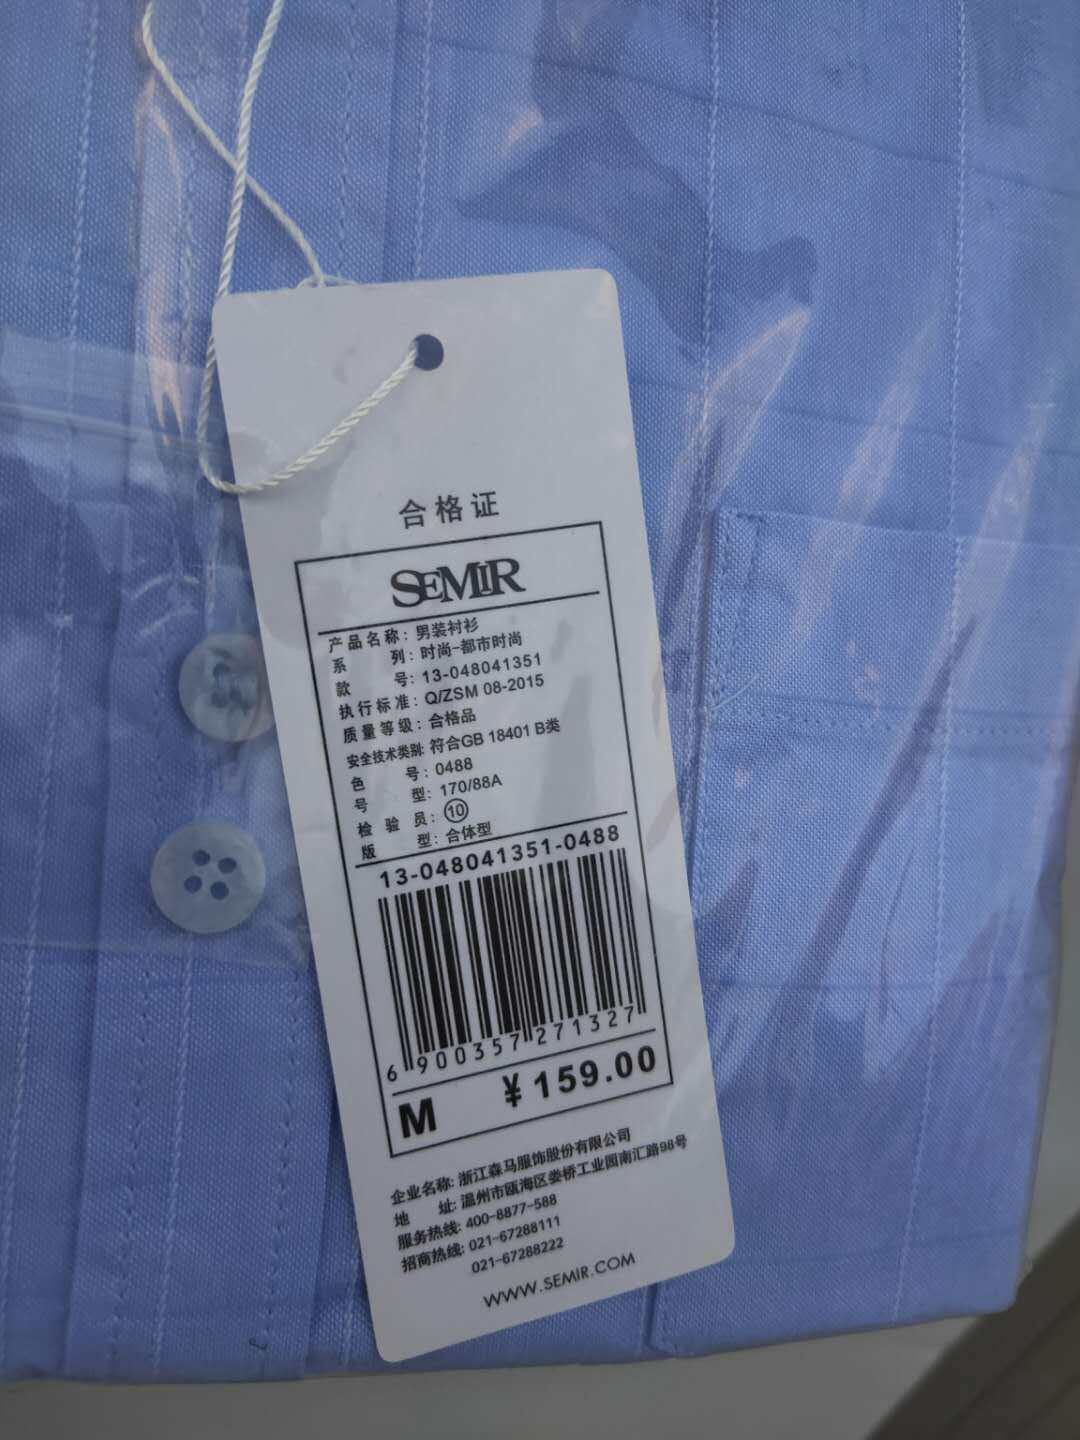 合格证
SEMIR
产品名称：男装衬衫
系列：时尚-都市时尚
款号：13-048041351
执行标准：Q/ZSM 08-2015
质量等级：合格品
安全技术类别：符合GB 18401 B类
色号：0488
号型：170/88A
检验员：⑩
版型：合体型
13-048041351-0488
6 900357 271327
M ¥159.00
企业名称：浙江森马服饰股份有限公司
地址：温州市瓯海区娄桥工业园南汇路98号
服务热线：400-8877-588
招商热线：021-67288111
021-67288222
WWW.SEMIR.COM